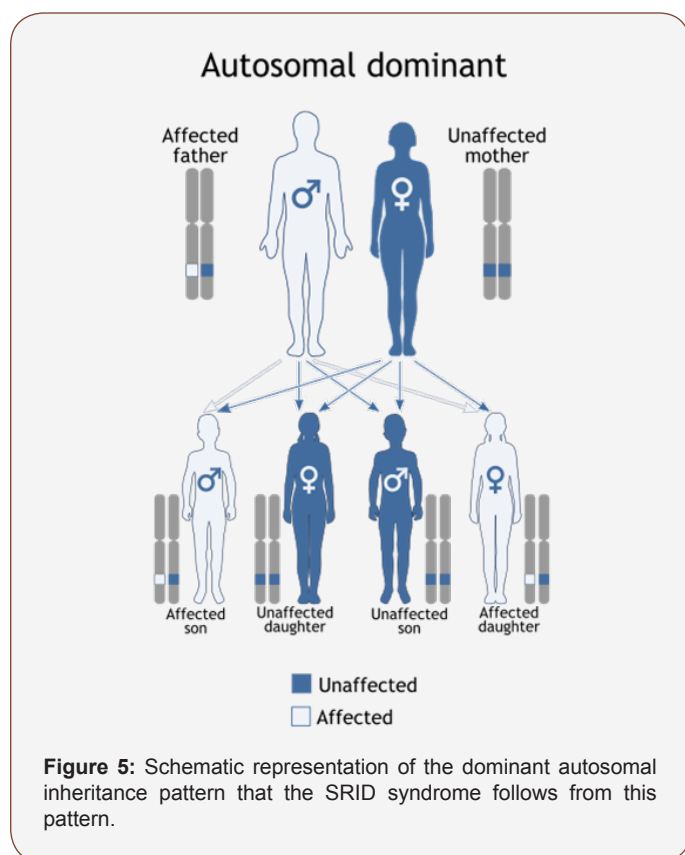 Autosomal dominant
Affected
father
Unaffected
mother
Affected
son
Unaffected
daughter
Unaffected
son
Affected
daughter
Unaffected
Affected
Figure 5: Schematic representation of the dominant autosomal
inheritance pattern that the SRID syndrome follows from this
pattern.